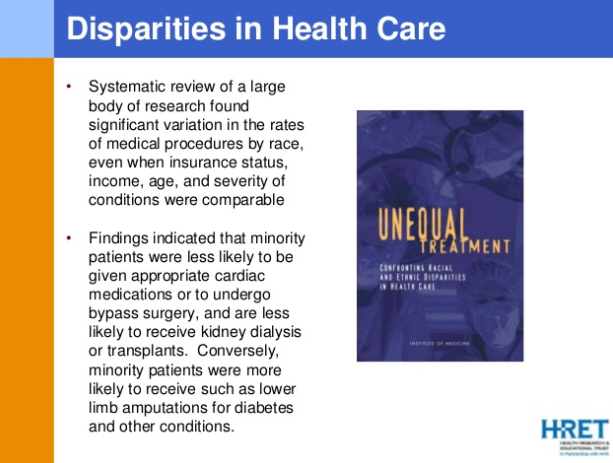 Disparities in Health Care
• Systematic review of a large
body of research found
significant variation in the rates
of medical procedures by race,
even when insurance status,
income, age, and severity of
conditions were comparable
• Findings indicated that minority
patients were less likely to be
given appropriate cardiac
medications or to undergo
bypass surgery, and are less
likely to receive kidney dialysis
or transplants. Conversely,
minority patients were more
likely to receive such as lower
limb amputations for diabetes
and other conditions.
UNEQUAL
TREATMENT
CONFRONTING RACIAL
AND ETHNIC DISPARITIES
IN HEALTH CARE
INSTITUTE OF MEDICINE
HRET
HEALTH RESEARCH &
EDUCATIONAL TRUST
In Partnership with AHA